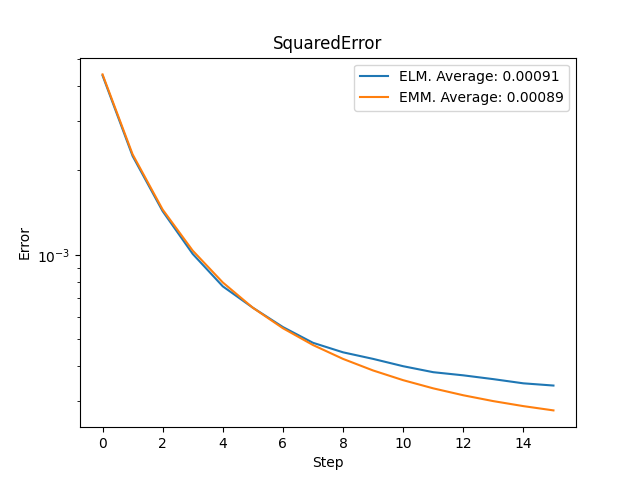 SquaredError
ELM. Average: 0.00091
EMM. Average: 0.00089
Error
10⁻³
0 2 4 6 8 10 12 14
Step